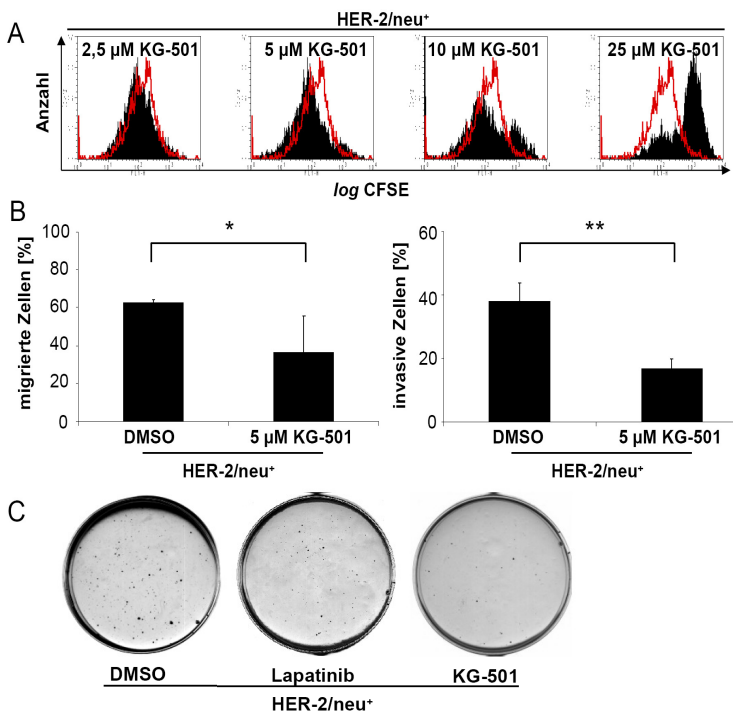 HER-2/neu⁺
A
2,5 µM KG-501
5 µM KG-501
10 µM KG-501
25 µM KG-501
Anzahl
log CFSE
B
migrierte Zellen [%]
100
80
60
40
20
0
*
DMSO
5 µM KG-501
HER-2/neu⁺
invasive Zellen [%]
60
40
20
0
**
DMSO
5 µM KG-501
HER-2/neu⁺
C
DMSO
Lapatinib
KG-501
HER-2/neu⁺